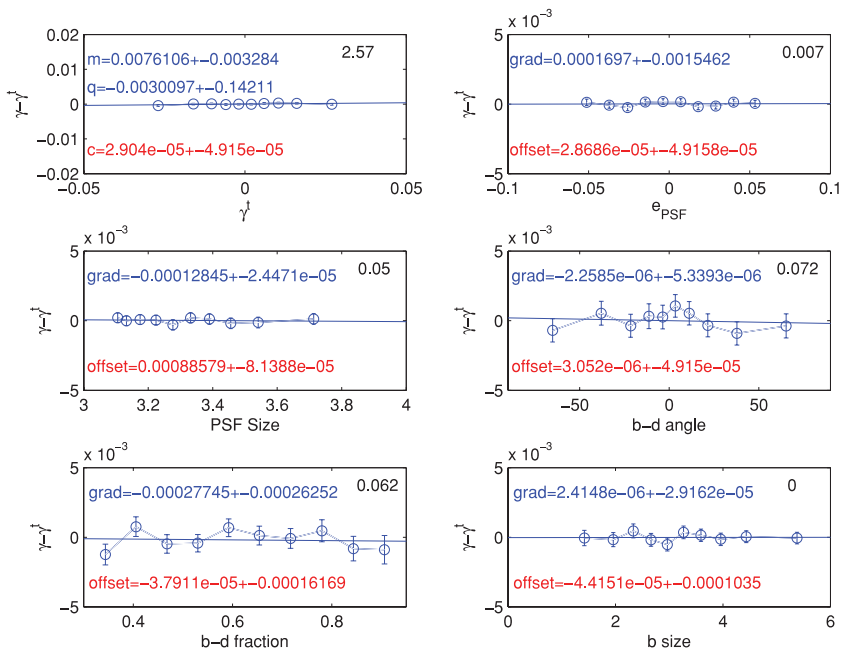 0.02
0.01
0
−0.01
−0.02
γ−γᵗ
m=0.0076106+−0.003284
2.57
q=−0.0030097+−0.14211
c=2.904e−05+−4.915e−05
−0.05 0 0.05
γᵗ
x 10⁻³
5
0
−5
γ−γᵗ
grad=0.0001697+−0.0015462
0.007
offset=2.8686e−05+−4.9158e−05
−0.1 −0.05 0 0.05 0.1
e_PSF
x 10⁻³
5
0
−5
γ−γᵗ
grad=−0.00012845+−2.4471e−05
0.05
offset=0.00088579+−8.1388e−05
3 3.2 3.4 3.6 3.8 4
PSF Size
x 10⁻³
5
0
−5
γ−γᵗ
grad=−2.2585e−06+−5.3393e−06
0.072
offset=3.052e−06+−4.915e−05
−50 0 50
b−d angle
x 10⁻³
5
0
−5
γ−γᵗ
grad=−0.00027745+−0.00026252
0.062
offset=−3.7911e−05+−0.00016169
0.4 0.6 0.8
b−d fraction
x 10⁻³
5
0
−5
γ−γᵗ
grad=2.4148e−06+−2.9162e−05
0
offset=−4.4151e−05+−0.0001035
0 2 4 6
b size